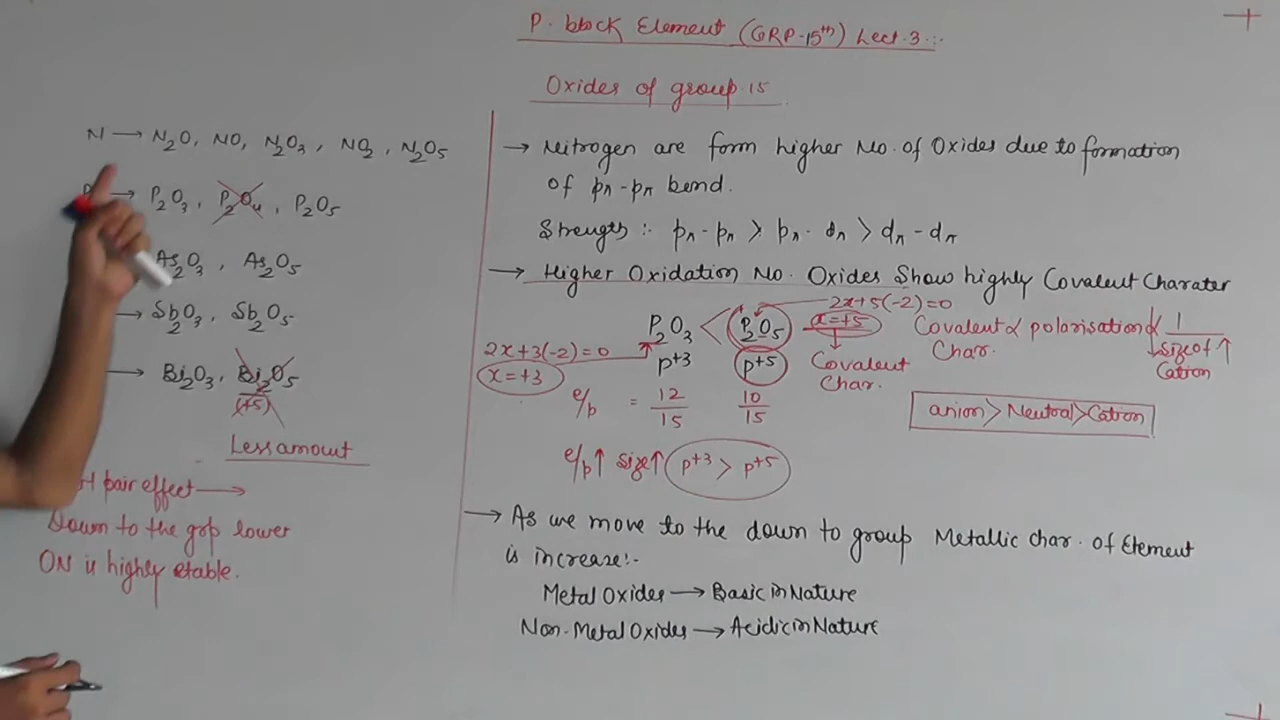 P. block Element (GRP-15th) Lect.3...
Oxides of group.15
N → N2O, NO, N2O3, NO2, N2O5
P → P2O3, P2O4, P2O5
As2O3, As2O5
→ Sb2O3, Sb2O5
→ Bi2O3, Bi2O5
(+5)
Less amount
pair effect →
Down to the grp lower
ON is highly stable.
→ Nitrogen are form higher No. of Oxides due to formation
of pπ-pπ bond.
Strength:- pπ-pπ > pπ-dπ > dπ-dπ
→ Higher Oxidation No. Oxides Show highly Covalent Charater
2x+5(-2)=0
P2O3 < P2O5 x=+5 Covalent ∝ polarisation ∝ 1
Char. size of ↑
Cation
2x+3(-2)=0
x=+3
P+3 P+5 Covalent
Char.
e/p = 12/15 10/15
anion > Neutral > Cation
e/p↑ size↑ P+3 > P+5
→ As we move to the down to group Metallic char. of Element
is increase:-
Metal Oxides → Basic in Nature
Non-Metal Oxides → Acidic in Nature